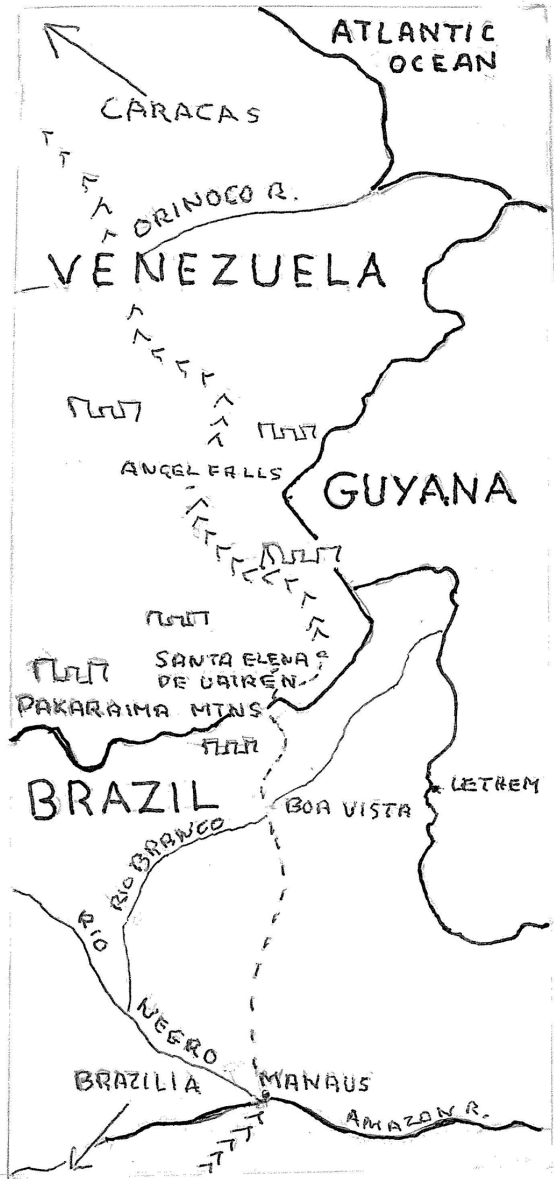 ATLANTIC
OCEAN
CARACAS
ORINOCO R.
VENEZUELA
ANGEL FALLS
GUYANA
SANTA ELENA
DE UAIRÉN
PAKARAIMA MTNS
BRAZIL
LETHEM
BOA VISTA
RIO BRANCO
RIO
NEGRO
BRAZILIA
MANAUS
AMAZON R.